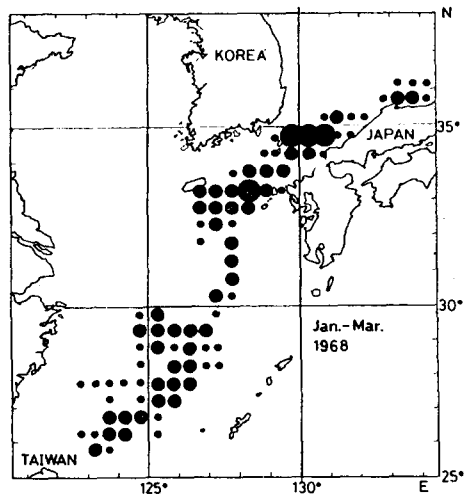 N
KOREA
35°
JAPAN
30°
Jan.-Mar.
1968
TAIWAN
25°
125°
130°
E